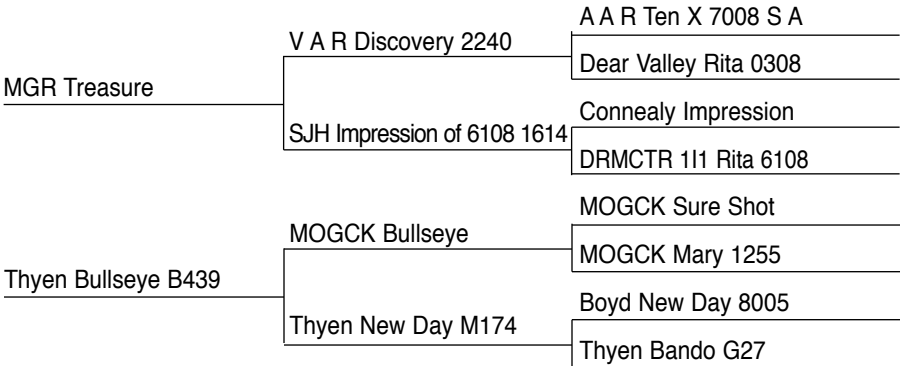 A A R Ten X 7008 S A
V A R Discovery 2240
Dear Valley Rita 0308
MGR Treasure
Connealy Impression
SJH Impression of 6108 1614
DRMCTR 1I1 Rita 6108
MOGCK Sure Shot
MOGCK Bullseye
MOGCK Mary 1255
Thyen Bullseye B439
Boyd New Day 8005
Thyen New Day M174
Thyen Bando G27